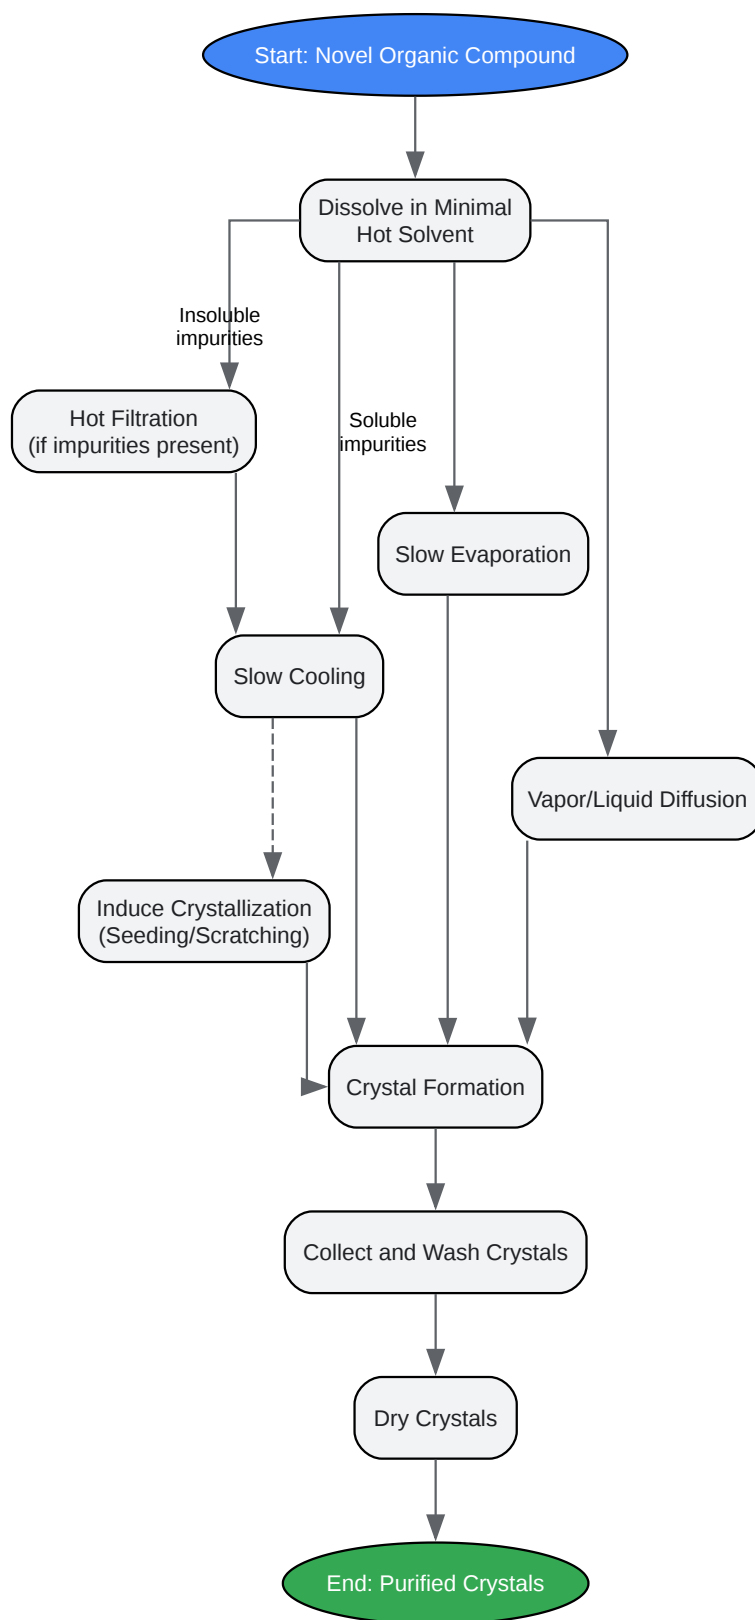 Start: Novel Organic Compound
Dissolve in Minimal
Hot Solvent
Insoluble
impurities
Hot Filtration
(if impurities present)
Soluble
impurities
Slow Evaporation
Slow Cooling
Vapor/Liquid Diffusion
Induce Crystallization
(Seeding/Scratching)
Crystal Formation
Collect and Wash Crystals
Dry Crystals
End: Purified Crystals